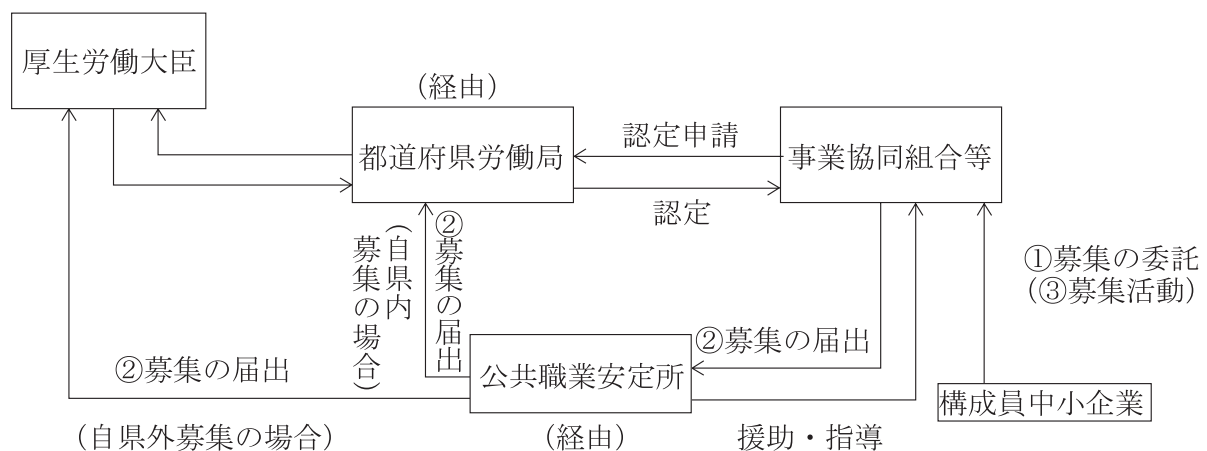 厚生労働大臣
（経由）
都道府県労働局
認定申請
事業協同組合等
認定
②募集の届出
（自県内
募集の場合）
①募集の委託
（③募集活動）
②募集の届出
②募集の届出
公共職業安定所
構成員中小企業
（自県外募集の場合）
（経由）
援助・指導